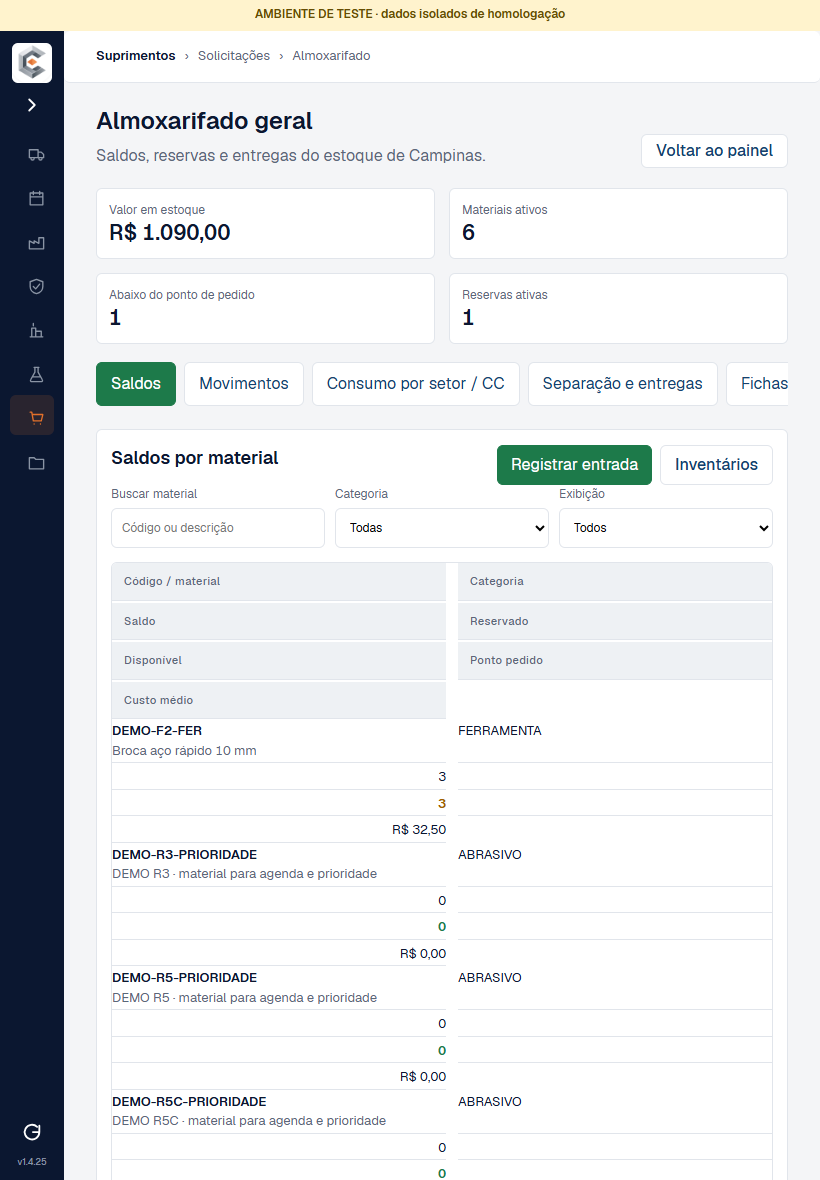 AMBIENTE DE TESTE · dados isolados de homologação
Suprimentos › Solicitações › Almoxarifado
Almoxarifado geral
Saldos, reservas e entregas do estoque de Campinas.
Voltar ao painel
Valor em estoque
R$ 1.090,00
Materiais ativos
6
Abaixo do ponto de pedido
1
Reservas ativas
1
Saldos
Movimentos
Consumo por setor / CC
Separação e entregas
Fichas
Saldos por material
Registrar entrada
Inventários
Buscar material
Categoria
Exibição
Código ou descrição
Todas
Todos
Código / material
Categoria
Saldo
Reservado
Disponível
Ponto pedido
Custo médio
DEMO-F2-FER
FERRAMENTA
Broca aço rápido 10 mm
3
3
R$ 32,50
DEMO-R3-PRIORIDADE
ABRASIVO
DEMO R3 · material para agenda e prioridade
0
0
R$ 0,00
DEMO-R5-PRIORIDADE
ABRASIVO
DEMO R5 · material para agenda e prioridade
0
0
R$ 0,00
DEMO-R5C-PRIORIDADE
ABRASIVO
DEMO R5C · material para agenda e prioridade
0
0
v1.4.25